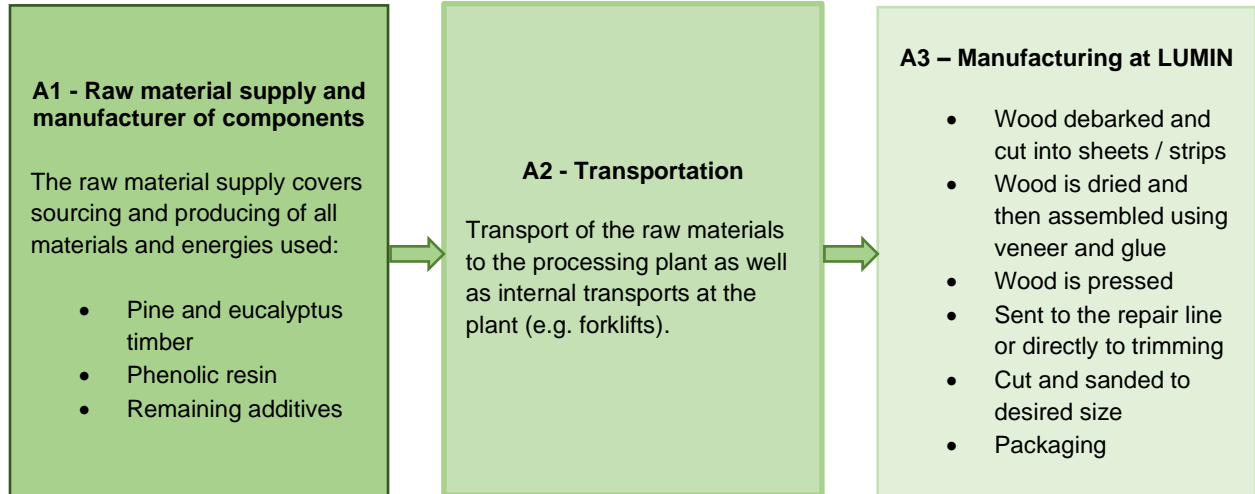 A1 - Raw material supply and
manufacturer of components
The raw material supply covers
sourcing and producing of all
materials and energies used:
• Pine and eucalyptus
timber
• Phenolic resin
• Remaining additives
A2 - Transportation
Transport of the raw materials
to the processing plant as well
as internal transports at the
plant (e.g. forklifts).
A3 – Manufacturing at LUMIN
• Wood debarked and
cut into sheets / strips
• Wood is dried and
then assembled using
veneer and glue
• Wood is pressed
• Sent to the repair line
or directly to trimming
• Cut and sanded to
desired size
• Packaging